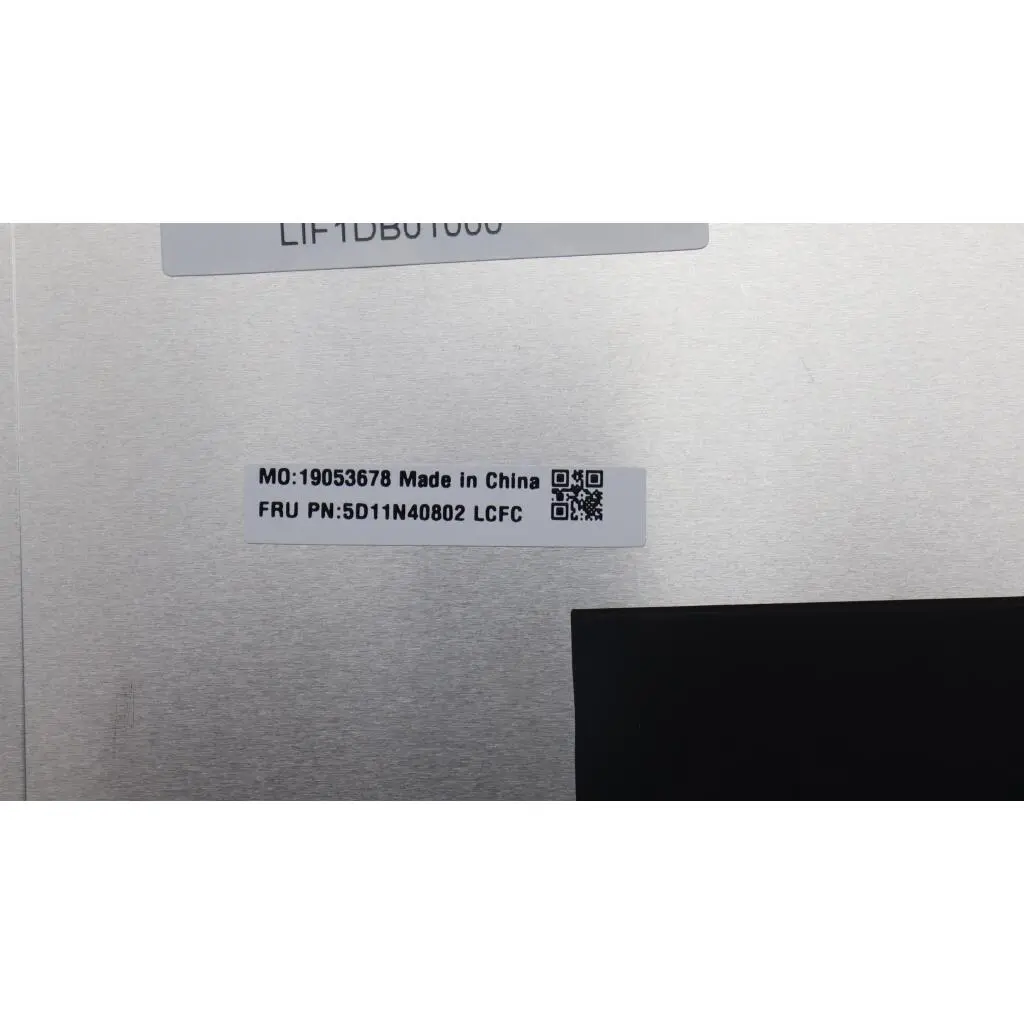 MO:19053678 Made in China
FRU PN:5D11N40802 LCFC